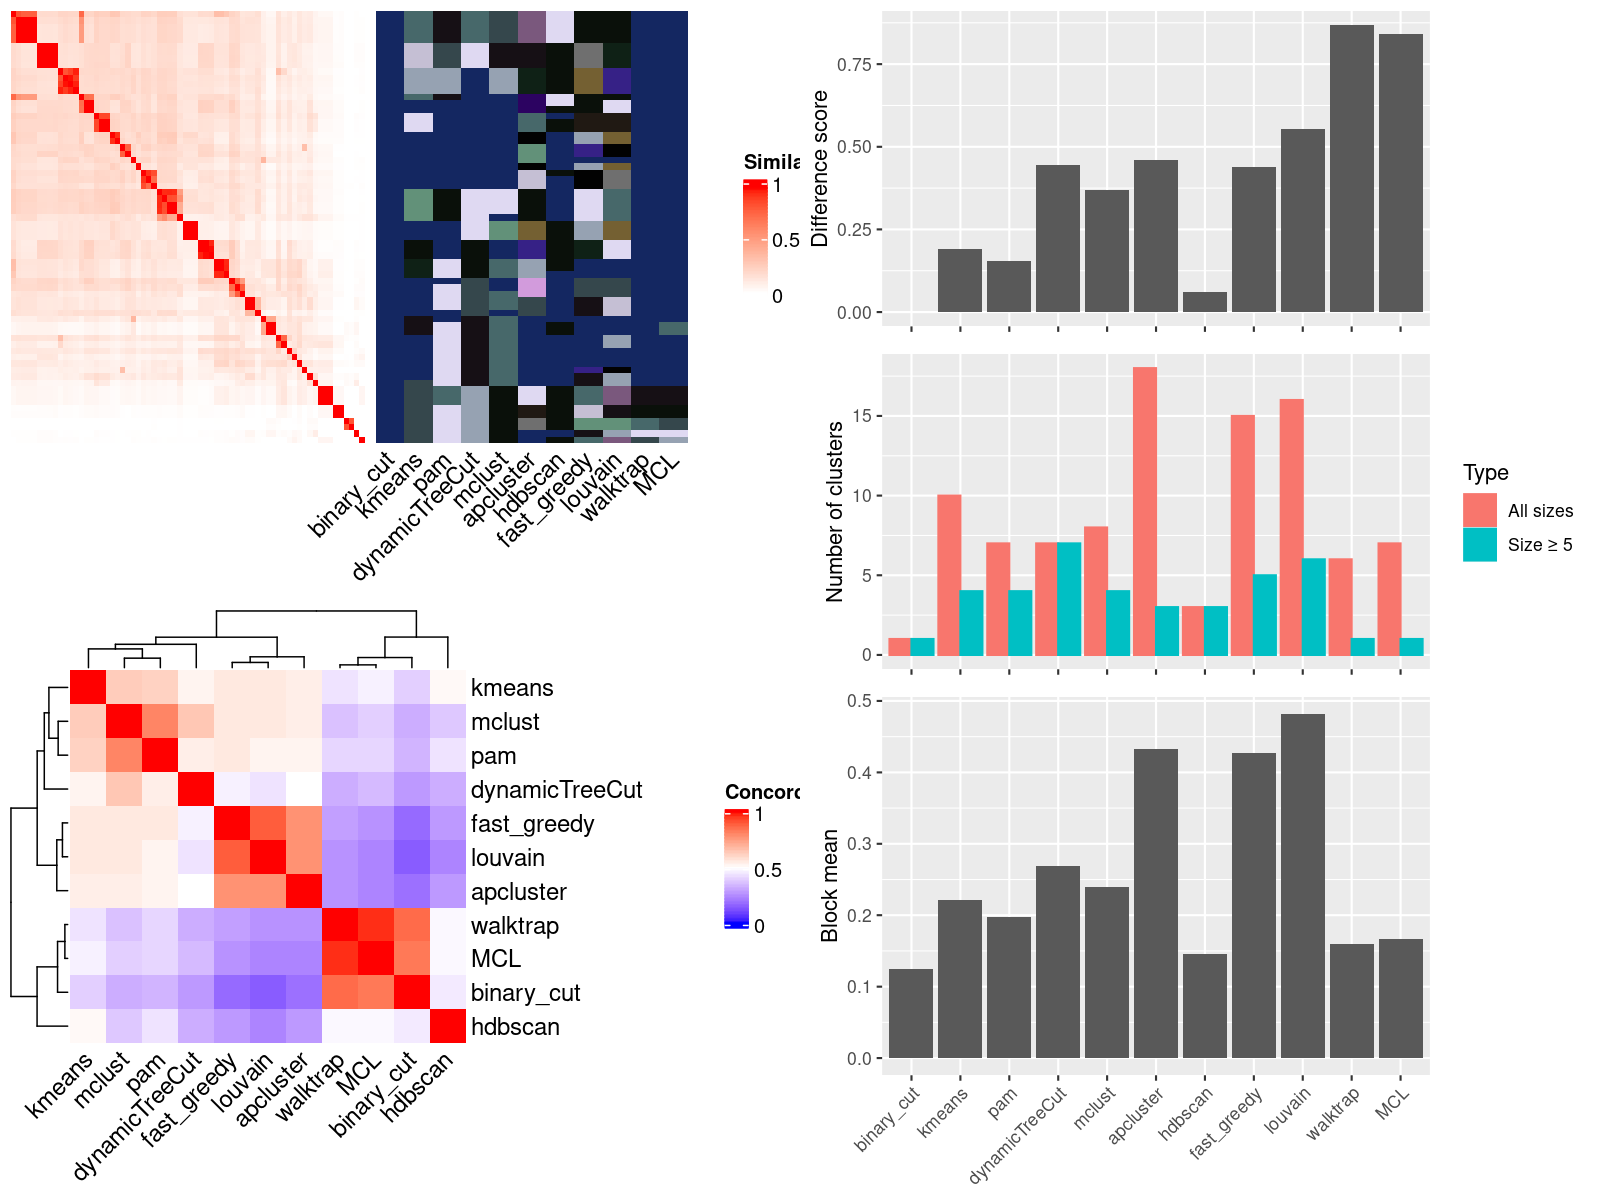 Simila
1
0.5
0
binary_cut
kmeans
pam
dynamicTreeCut
mclust
apcluster
hdbscan
fast_greedy
louvain
walktrap
MCL
kmeans
mclust
pam
dynamicTreeCut
fast_greedy
louvain
apcluster
walktrap
MCL
binary_cut
hdbscan
kmeans
mclust
pam
dynamicTreeCut
fast_greedy
louvain
apcluster
walktrap
MCL
binary_cut
hdbscan
Concord
1
0.5
0
Difference score
0.75
0.50
0.25
0.00
Number of clusters
15
10
5
0
Type
All sizes
Size ≥ 5
Block mean
0.5
0.4
0.3
0.2
0.1
0.0
binary_cut
kmeans
pam
dynamicTreeCut
mclust
apcluster
hdbscan
fast_greedy
louvain
walktrap
MCL